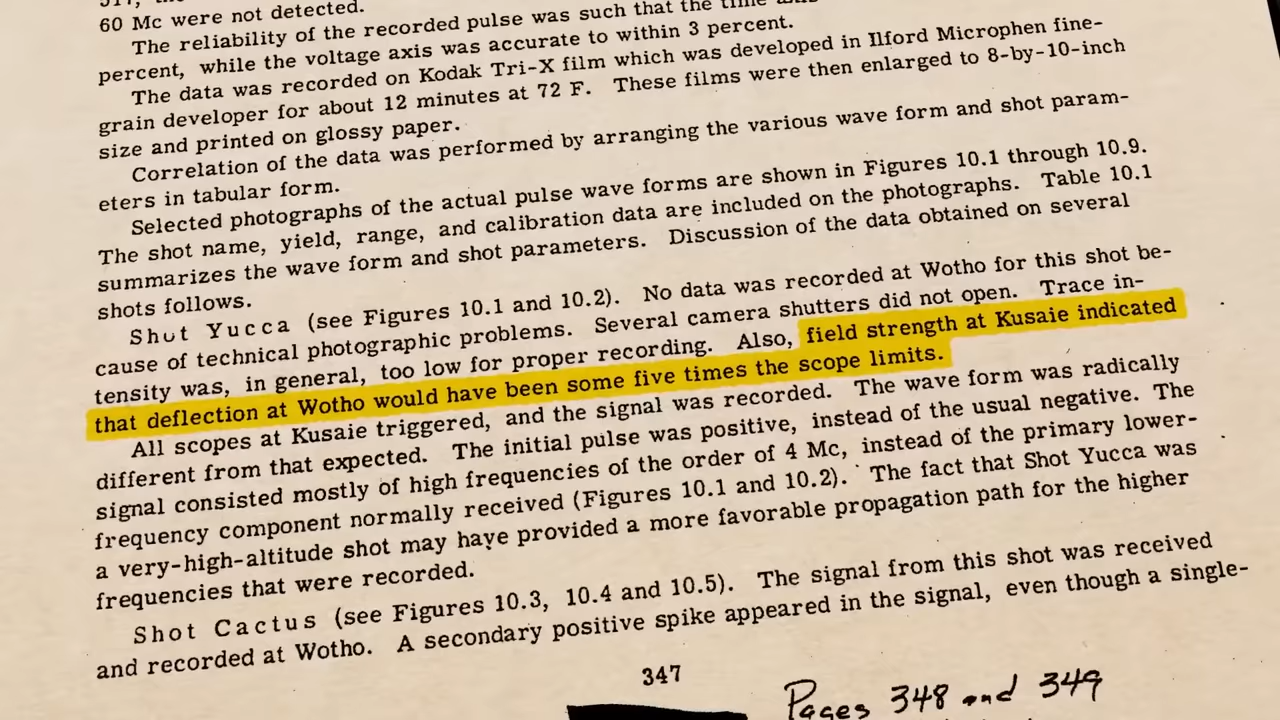 60 Mc were not detected.
The reliability of the recorded pulse was such that the time
percent, while the voltage axis was accurate to within 3 percent.
The data was recorded on Kodak Tri-X film which was developed in Ilford Microphen fine-
grain developer for about 12 minutes at 72 F. These films were then enlarged to 8-by-10-inch
size and printed on glossy paper.
Correlation of the data was performed by arranging the various wave form and shot param-
eters in tabular form.
Selected photographs of the actual pulse wave forms are shown in Figures 10.1 through 10.9.
The shot name, yield, range, and calibration data are included on the photographs. Table 10.1
summarizes the wave form and shot parameters. Discussion of the data obtained on several
shots follows.
Shot Yucca (see Figures 10.1 and 10.2). No data was recorded at Wotho for this shot be-
cause of technical photographic problems. Several camera shutters did not open. Trace in-
tensity was, in general, too low for proper recording. Also, field strength at Kusaie indicated
that deflection at Wotho would have been some five times the scope limits.
All scopes at Kusaie triggered, and the signal was recorded. The wave form was radically
different from that expected. The initial pulse was positive, instead of the usual negative. The
signal consisted mostly of high frequencies of the order of 4 Mc, instead of the primary lower-
frequency component normally received (Figures 10.1 and 10.2). The fact that Shot Yucca was
a very-high-altitude shot may have provided a more favorable propagation path for the higher
frequencies that were recorded.
Shot Cactus (see Figures 10.3, 10.4 and 10.5). The signal from this shot was received
and recorded at Wotho. A secondary positive spike appeared in the signal, even though a single-
347
Pages 348 and 349